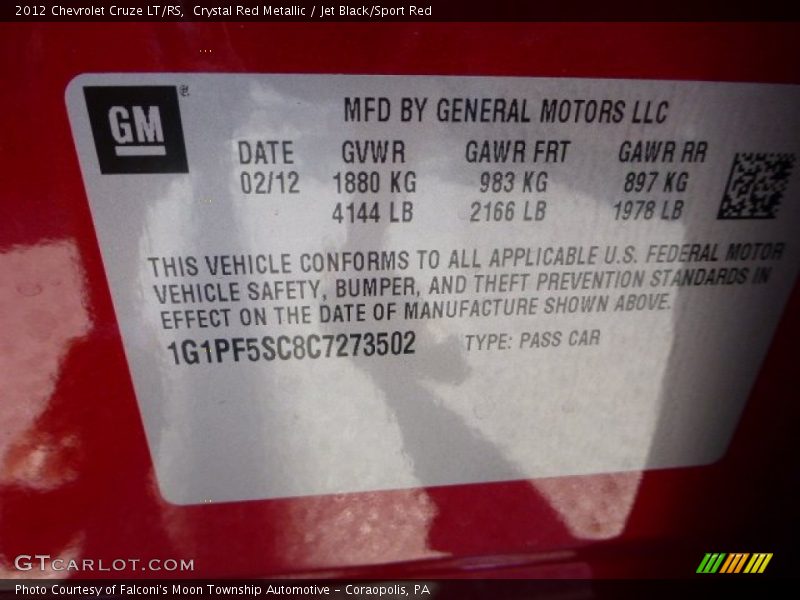 2012 Chevrolet Cruze LT/RS, Crystal Red Metallic / Jet Black/Sport Red
GM ®
MFD BY GENERAL MOTORS LLC
DATE GVWR GAWR FRT GAWR RR
02/12 1880 KG 983 KG 897 KG
4144 LB 2166 LB 1978 LB
THIS VEHICLE CONFORMS TO ALL APPLICABLE U.S. FEDERAL MOTOR
VEHICLE SAFETY, BUMPER, AND THEFT PREVENTION STANDARDS IN
EFFECT ON THE DATE OF MANUFACTURE SHOWN ABOVE.
1G1PF5SC8C7273502 TYPE: PASS CAR
GTCARLOT.COM
Photo Courtesy of Falconi's Moon Township Automotive - Coraopolis, PA